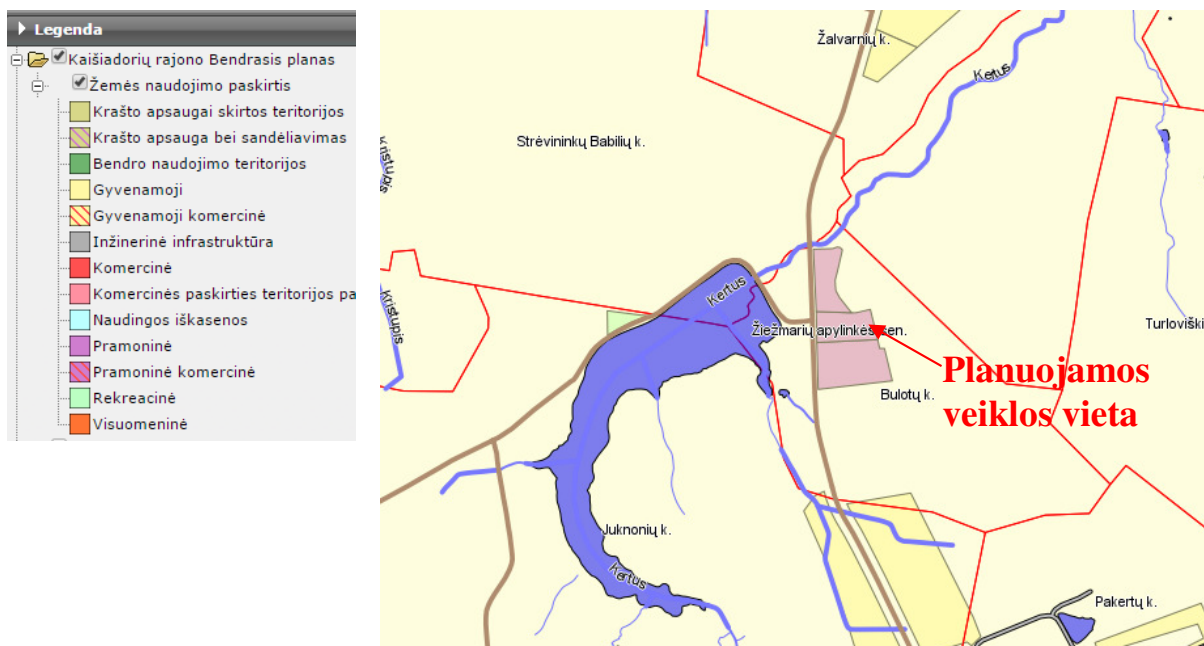 Legenda
Kaišiadorių rajono Bendrasis planas
Žemės naudojimo paskirtis
Krašto apsaugai skirtos teritorijos
Krašto apsauga bei sandėliavimas
Bendro naudojimo teritorijos
Gyvenamoji
Gyvenamoji komercinė
Inžinerinė infrastruktūra
Komercinė
Komercinės paskirties teritorijos pa
Naudingos iškasenos
Pramoninė
Pramoninė komercinė
Rekreacinė
Visuomeninė
Žalvarnių k.
Kertus
Strėvininkų Babilių k.
Kristupis
Kertus
Kristupis
Žiežmarių apylinkės sen.
Turloviški
Planuojamos
veiklos vieta
Bulotų k.
Juknonių k.
Kertus
Pakertų k.